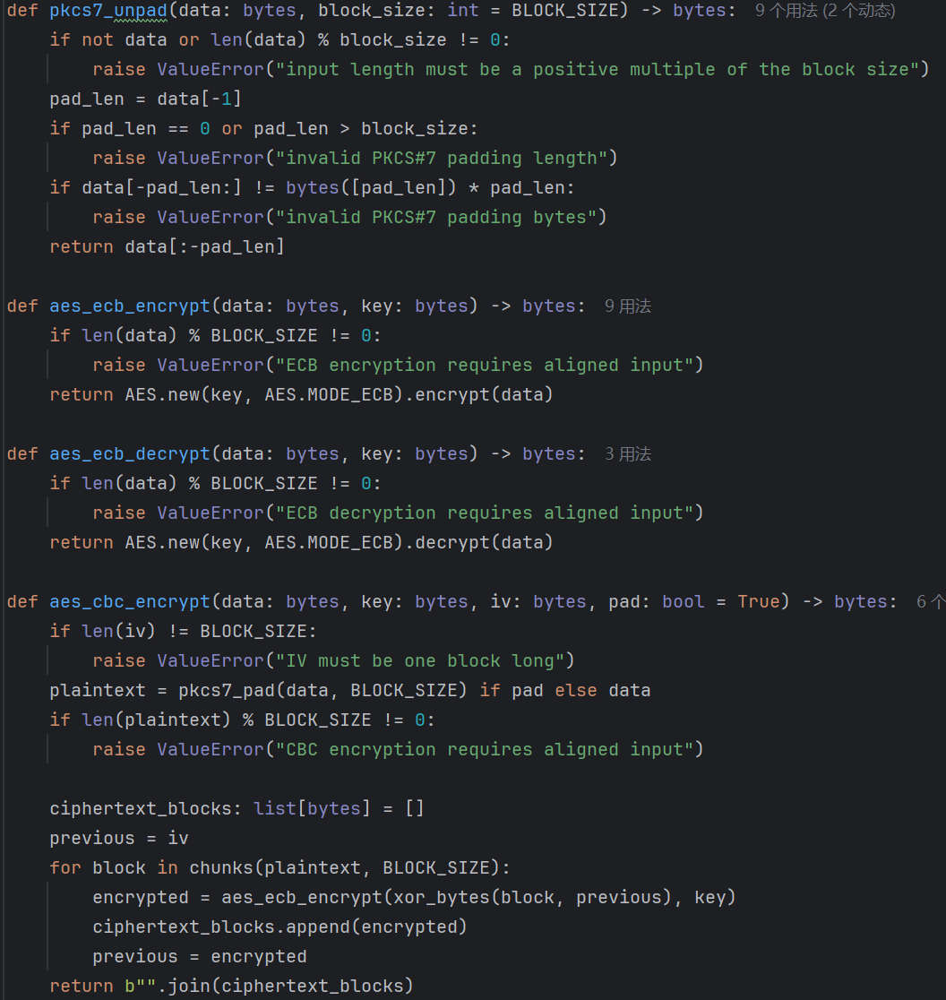 def pkcs7_unpad(data: bytes, block_size: int = BLOCK_SIZE) -> bytes:  9 个用法 (2 个动态)
    if not data or len(data) % block_size != 0:
        raise ValueError("input length must be a positive multiple of the block size")
    pad_len = data[-1]
    if pad_len == 0 or pad_len > block_size:
        raise ValueError("invalid PKCS#7 padding length")
    if data[-pad_len:] != bytes([pad_len]) * pad_len:
        raise ValueError("invalid PKCS#7 padding bytes")
    return data[:-pad_len]
def aes_ecb_encrypt(data: bytes, key: bytes) -> bytes:  9 用法
    if len(data) % BLOCK_SIZE != 0:
        raise ValueError("ECB encryption requires aligned input")
    return AES.new(key, AES.MODE_ECB).encrypt(data)
def aes_ecb_decrypt(data: bytes, key: bytes) -> bytes:  3 用法
    if len(data) % BLOCK_SIZE != 0:
        raise ValueError("ECB decryption requires aligned input")
    return AES.new(key, AES.MODE_ECB).decrypt(data)
def aes_cbc_encrypt(data: bytes, key: bytes, iv: bytes, pad: bool = True) -> bytes:  6 个
    if len(iv) != BLOCK_SIZE:
        raise ValueError("IV must be one block long")
    plaintext = pkcs7_pad(data, BLOCK_SIZE) if pad else data
    if len(plaintext) % BLOCK_SIZE != 0:
        raise ValueError("CBC encryption requires aligned input")
    ciphertext_blocks: list[bytes] = []
    previous = iv
    for block in chunks(plaintext, BLOCK_SIZE):
        encrypted = aes_ecb_encrypt(xor_bytes(block, previous), key)
        ciphertext_blocks.append(encrypted)
        previous = encrypted
    return b"".join(ciphertext_blocks)